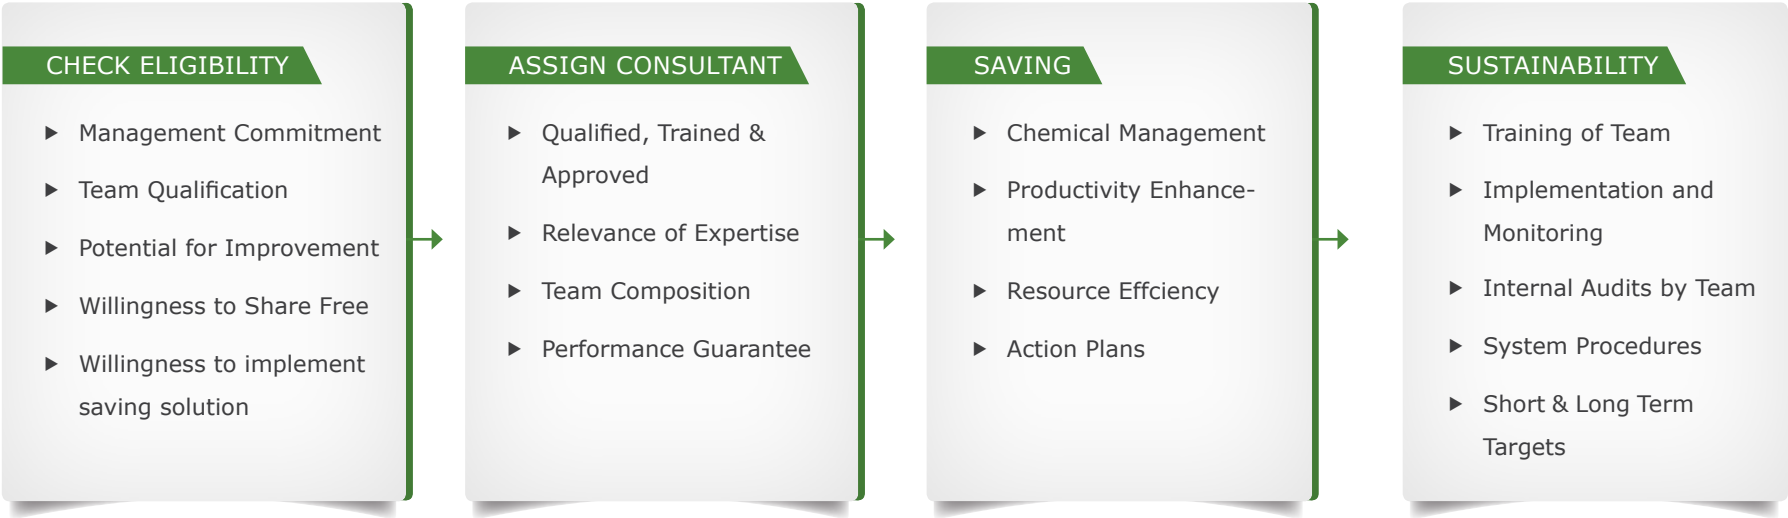 CHECK ELIGIBILITY
Management Commitment
Team Qualification
Potential for Improvement
Willingness to Share Free
Willingness to implement
saving solution
ASSIGN CONSULTANT
Qualified, Trained &
Approved
Relevance of Expertise
Team Composition
Performance Guarantee
SAVING
Chemical Management
Productivity Enhance-
ment
Resource Effciency
Action Plans
SUSTAINABILITY
Training of Team
Implementation and
Monitoring
Internal Audits by Team
System Procedures
Short & Long Term
Targets